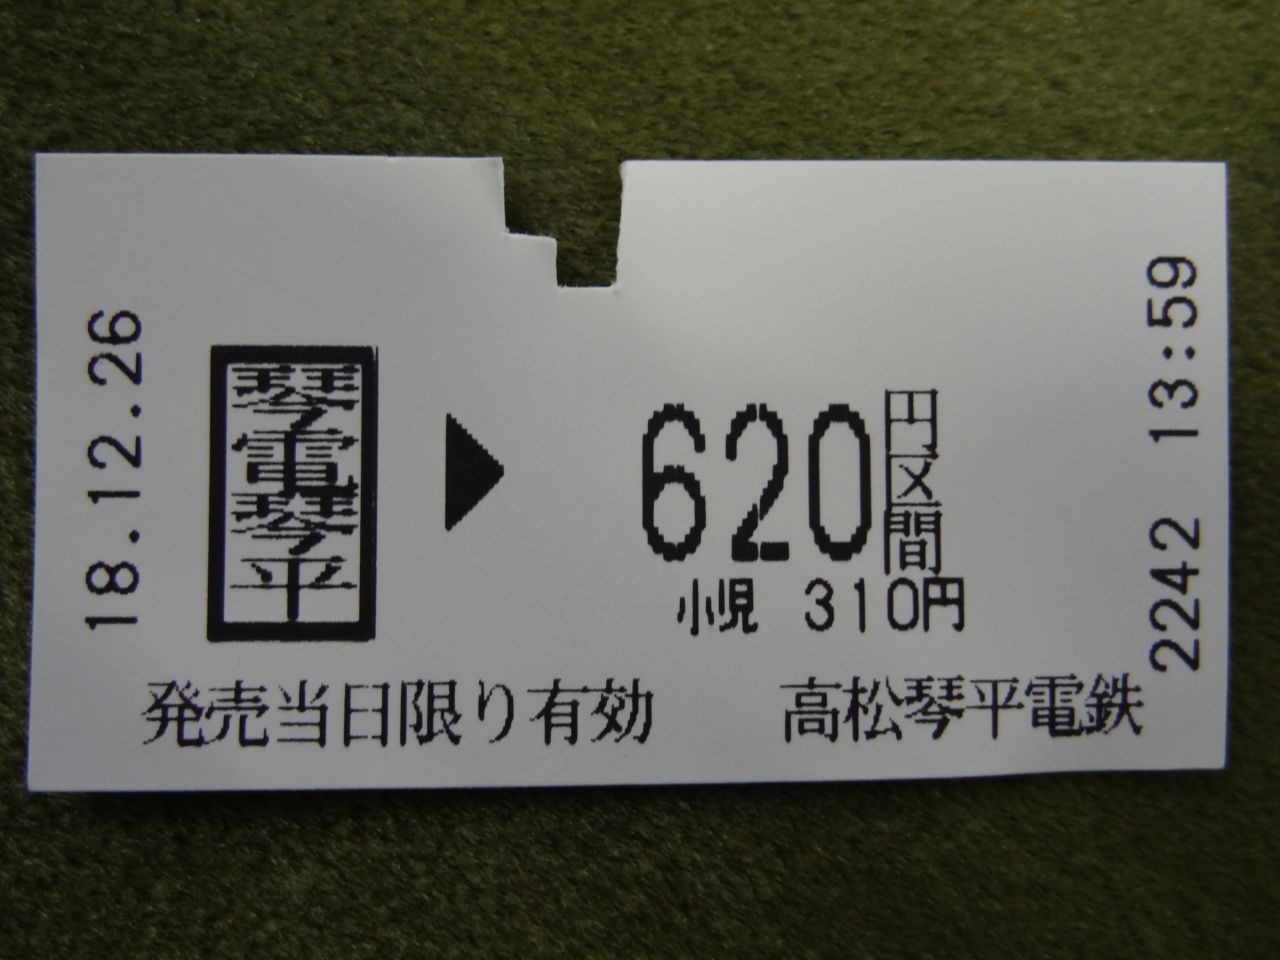 18.12.26
琴電琴平
▶
620円区間
小児 310円
発売当日限り有効
高松琴平電鉄
2242 13:59